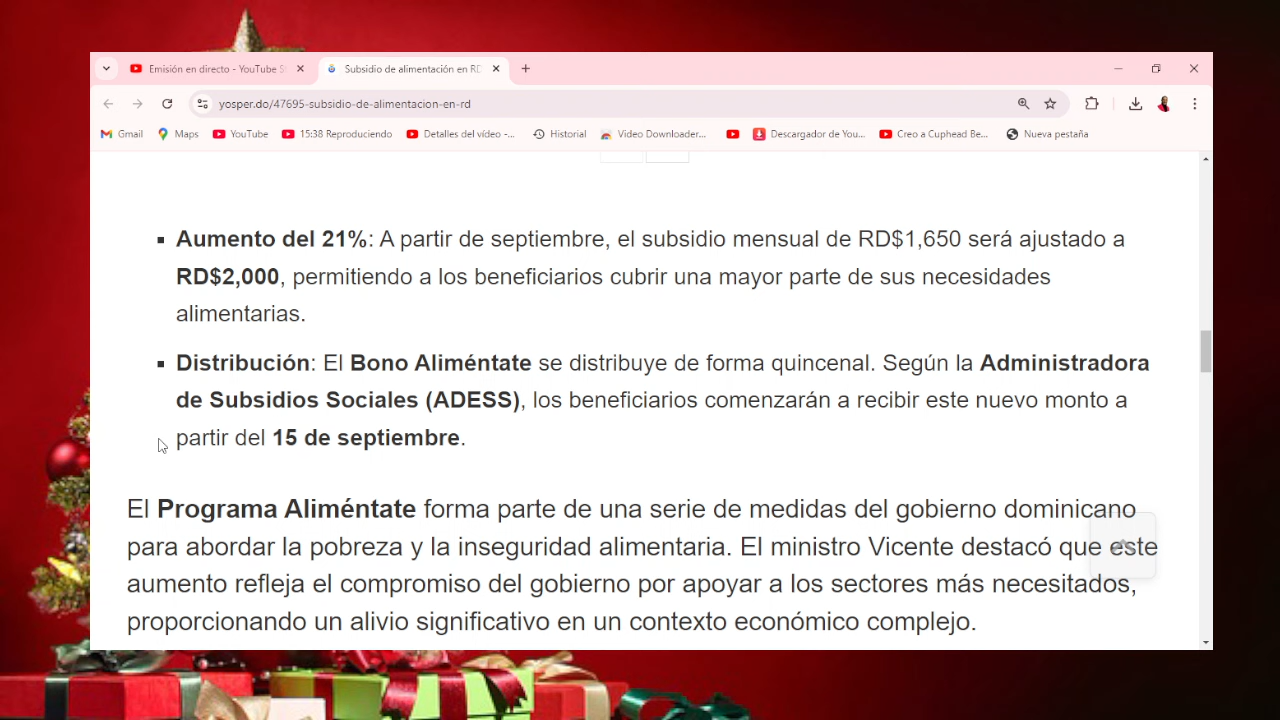 Emisión en directo - YouTube S
Subsidio de alimentación en RD
yosper.do/47695-subsidio-de-alimentacion-en-rd
Gmail
Maps
YouTube
15:38 Reproduciendo
Detalles del vídeo -...
Historial
Video Downloader...
Descargador de You...
Creo a Cuphead Be...
Nueva pestaña
Aumento del 21%: A partir de septiembre, el subsidio mensual de RD$1,650 será ajustado a
RD$2,000, permitiendo a los beneficiarios cubrir una mayor parte de sus necesidades
alimentarias.
Distribución: El Bono Aliméntate se distribuye de forma quincenal. Según la Administradora
de Subsidios Sociales (ADESS), los beneficiarios comenzarán a recibir este nuevo monto a
partir del 15 de septiembre.
El Programa Aliméntate forma parte de una serie de medidas del gobierno dominicano
para abordar la pobreza y la inseguridad alimentaria. El ministro Vicente destacó que este
aumento refleja el compromiso del gobierno por apoyar a los sectores más necesitados,
proporcionando un alivio significativo en un contexto económico complejo.